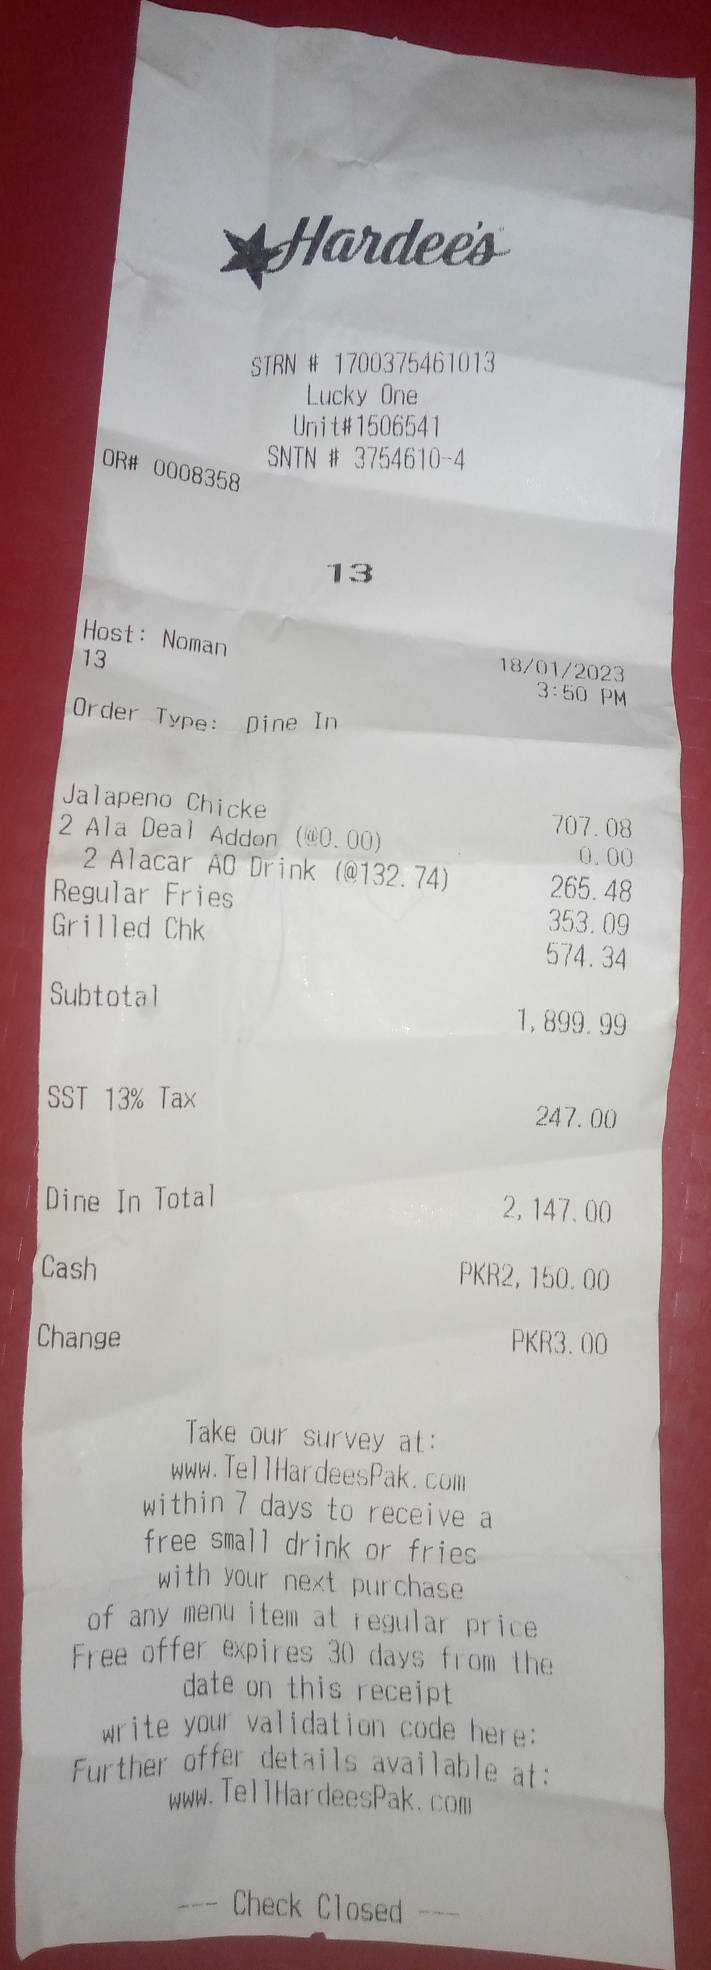 Hardee's
STRN # 1700375461013
Lucky One
Unit#1506541
SNTN # 3754610-4
OR# 0008358
13
Host: Noman 18/01/2023
13 3:50 PM
Order Type: Dine In
Jalapeno Chicke 707.08
2 Ala Deal Addon (@0.00) 0.00
2 Alacar AO Drink (@132.74) 265.48
Regular Fries 353.09
Grilled Chk 574.34
Subtotal 1,899.99
SST 13% Tax 247.00
Dine In Total 2,147.00
Cash PKR2,150.00
Change PKR3.00
Take our survey at:
www.TellHardeesPak.com
within 7 days to receive a
free small drink or fries
with your next purchase
of any menu item at regular price
Free offer expires 30 days from the
date on this receipt
write your validation code here:
Further offer details available at:
www.TellHardeesPak.com
--- Check Closed ---